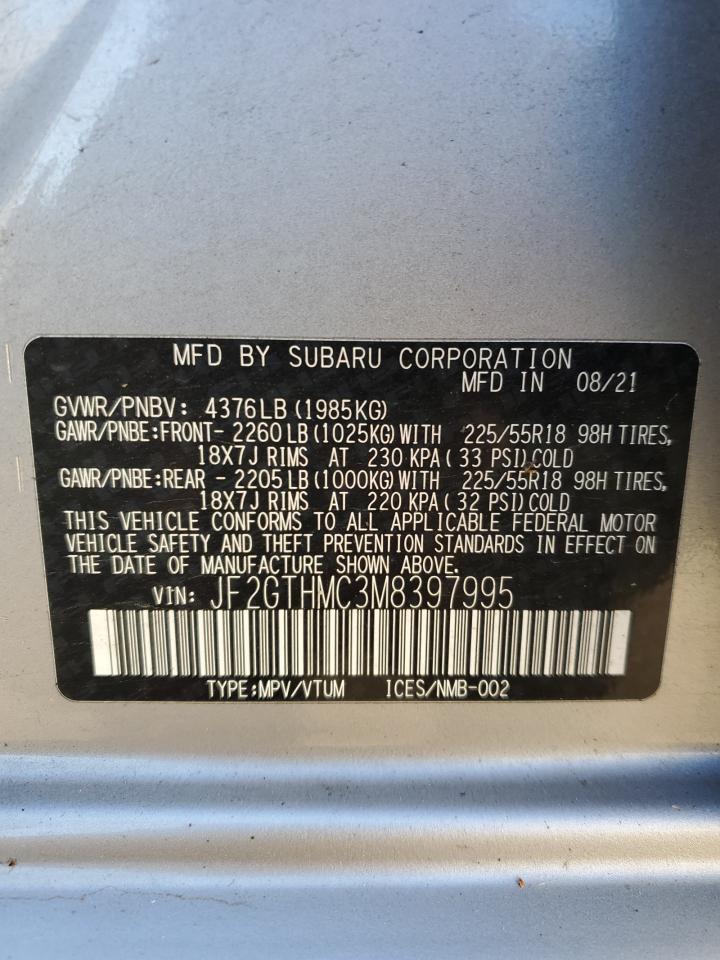 MFD BY SUBARU CORPORATION
MFD IN 08/21
GVWR/PNBV: 4376LB(1985KG)
GAWR/PNBE:FRONT- 2260LB(1025KG)WITH 225/55R18 98H TIRES,
18X7J RIMS AT 230 KPA( 33 PSI)COLD
GAWR/PNBE:REAR - 2205LB(1000KG)WITH 225/55R18 98H TIRES,
18X7J RIMS AT 220 KPA( 32 PSI)COLD
THIS VEHICLE CONFORMS TO ALL APPLICABLE FEDERAL MOTOR
VEHICLE SAFETY AND THEFT PREVENTION STANDARDS IN EFFECT ON
THE DATE OF MANUFACTURE SHOWN ABOVE.
VIN: JF2GTHMC3M8397995
TYPE:MPV/VTUM ICES/NMB-002